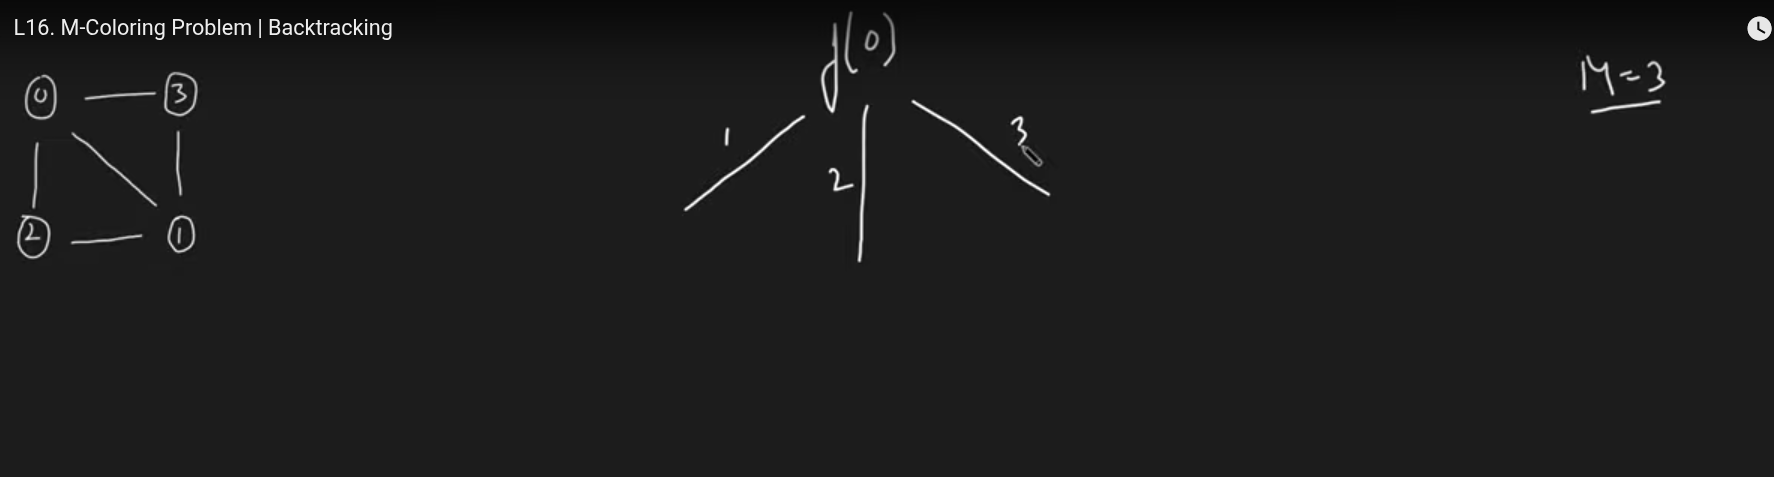 L16. M-Coloring Problem | Backtracking
f(0)
M=3
0
3
1
3
2
2
1